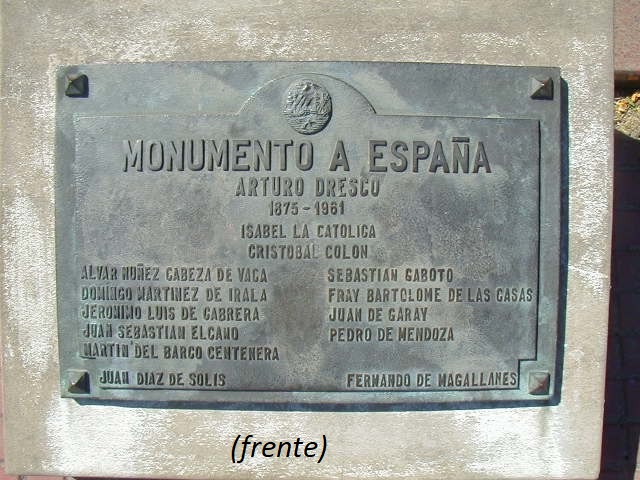 MONUMENTO A ESPAÑA
ARTURO DRESCO
1875-1961
ISABEL LA CATOLICA
CRISTOBAL COLON
ALVAR NUÑEZ CABEZA DE VACA
DOMINGO MARTINEZ DE IRALA
JERONIMO LUIS DE CABRERA
JUAN SEBASTIAN ELCANO
MARTIN DEL BARCO CENTENERA
SEBASTIAN GABOTO
FRAY BARTOLOME DE LAS CASAS
JUAN DE GARAY
PEDRO DE MENDOZA
JUAN DIAZ DE SOLIS
FERNANDO DE MAGALLANES
(frente)